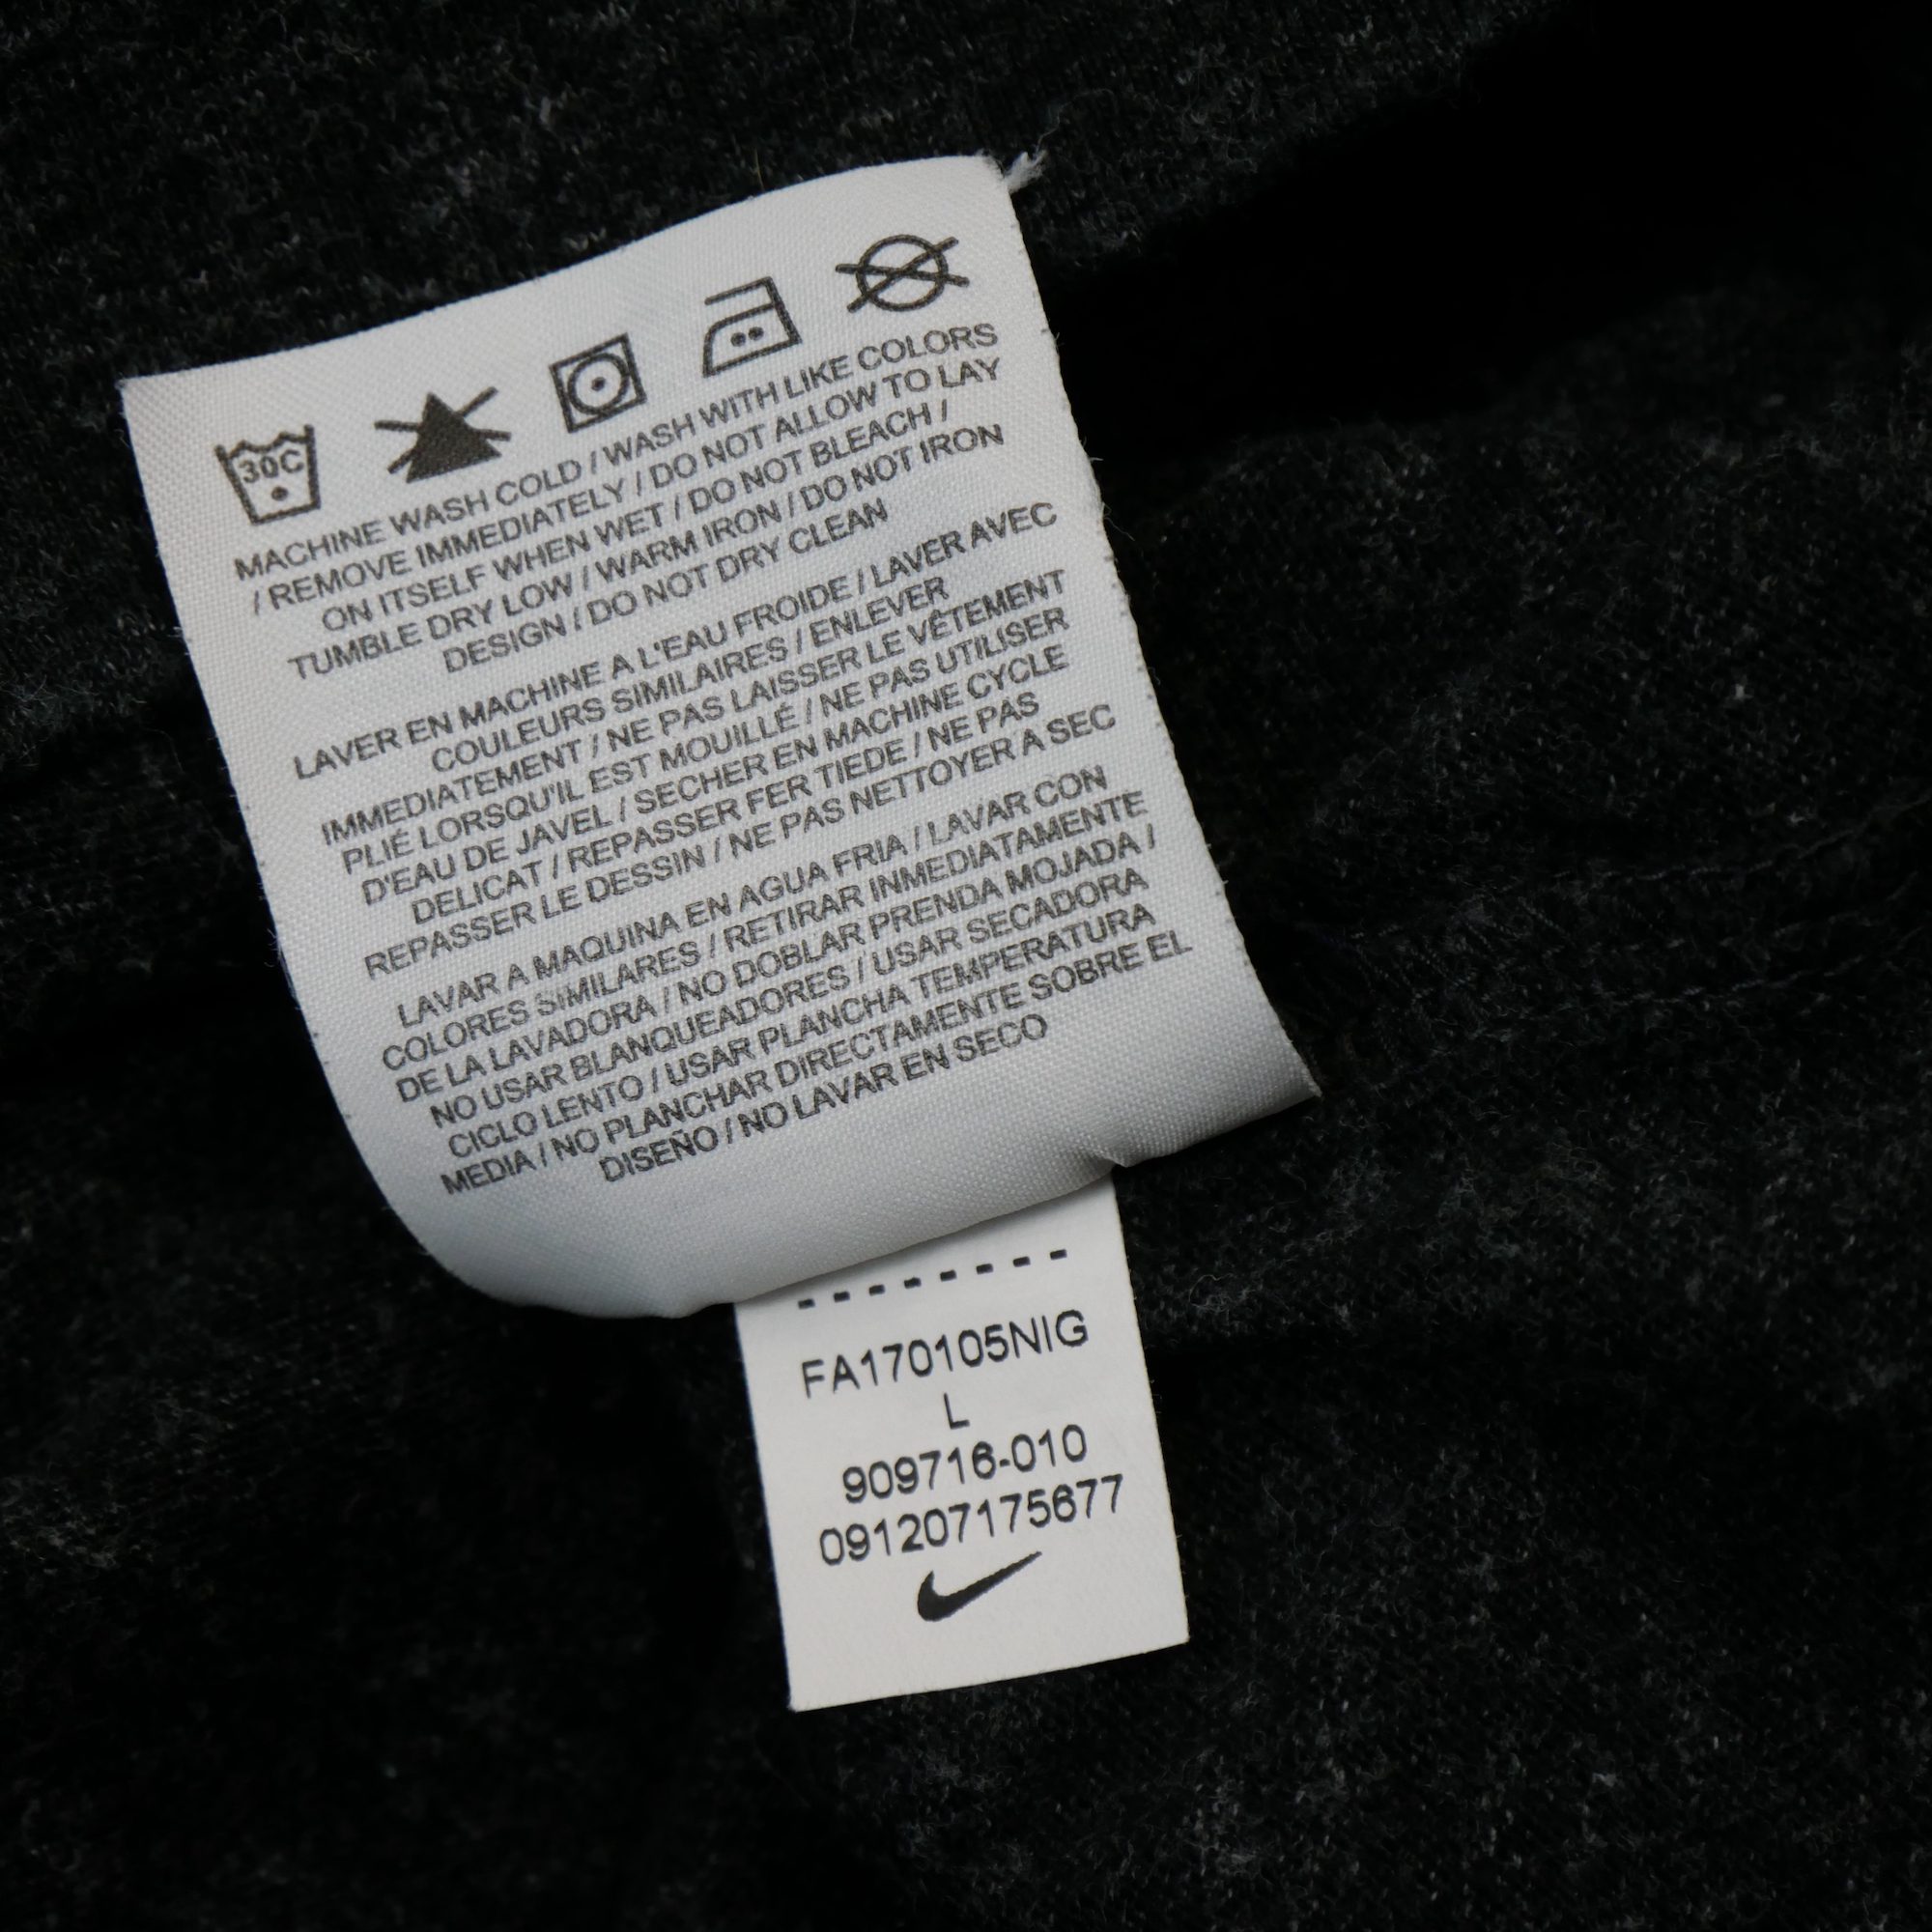 30C
MACHINE WASH COLD / WASH WITH LIKE COLORS
/ REMOVE IMMEDIATELY / DO NOT ALLOW TO LAY
ON ITSELF WHEN WET / DO NOT BLEACH /
TUMBLE DRY LOW / WARM IRON / DO NOT IRON
DESIGN / DO NOT DRY CLEAN
LAVER EN MACHINE A L'EAU FROIDE / LAVER AVEC
COULEURS SIMILAIRES / ENLEVER
IMMEDIATEMENT / NE PAS LAISSER LE VÊTEMENT
PLIÉ LORSQU'IL EST MOUILLÉ / NE PAS UTILISER
D'EAU DE JAVEL / SECHER EN MACHINE CYCLE
DELICAT / REPASSER FER TIEDE / NE PAS
REPASSER LE DESSIN / NE PAS NETTOYER A SEC
LAVAR A MAQUINA EN AGUA FRIA / LAVAR CON
COLORES SIMILARES / RETIRAR INMEDIATAMENTE
DE LA LAVADORA / NO DOBLAR PRENDA MOJADA /
NO USAR BLANQUEADORES / USAR SECADORA
CICLO LENTO / USAR PLANCHA TEMPERATURA
MEDIA / NO PLANCHAR DIRECTAMENTE SOBRE EL
DISEÑO / NO LAVAR EN SECO
--------
FA170105NIG
L
909716-010
091207175677